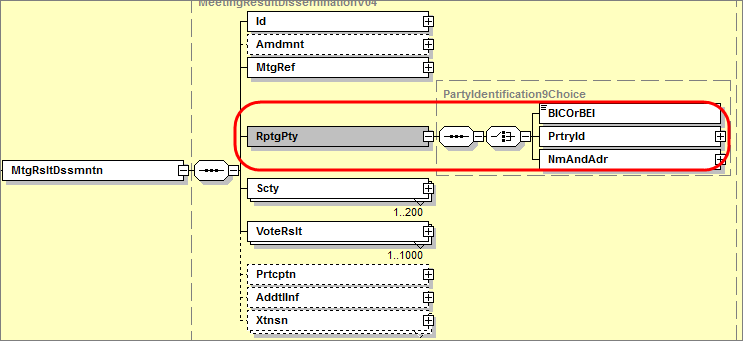 MeetingResultDisseminationV04
Id
Amdmnt
MtgRef
PartyIdentification9Choice
BICOrBEI
RptgPty
PrtryId
NmAndAdr
MtgRsltDssmntn
Scty
1..200
VoteRslt
1..1000
Prtcptn
AddtlInf
Xtnsn